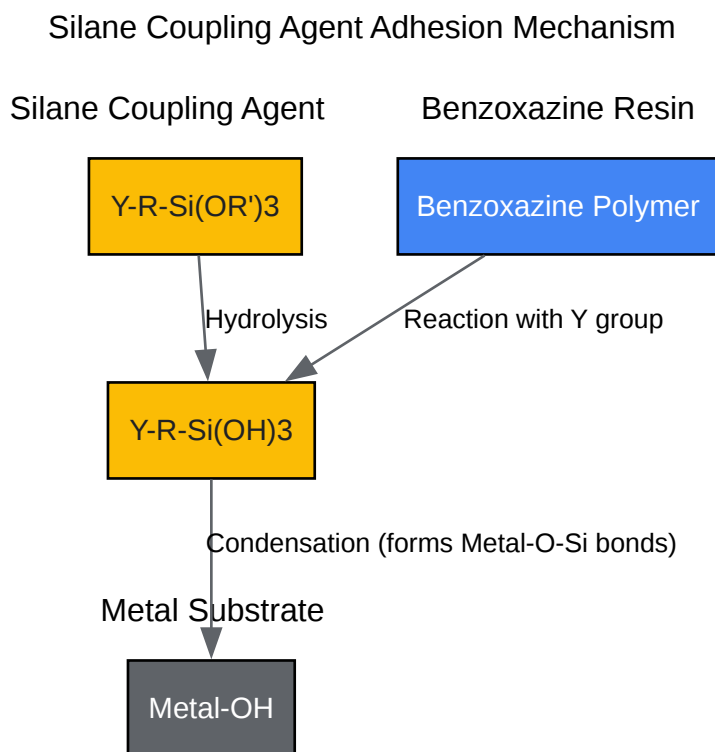 Silane Coupling Agent Adhesion Mechanism
Silane Coupling Agent
Benzoxazine Resin
Y-R-Si(OR')3
Benzoxazine Polymer
Hydrolysis
Reaction with Y group
Y-R-Si(OH)3
Condensation (forms Metal-O-Si bonds)
Metal Substrate
Metal-OH